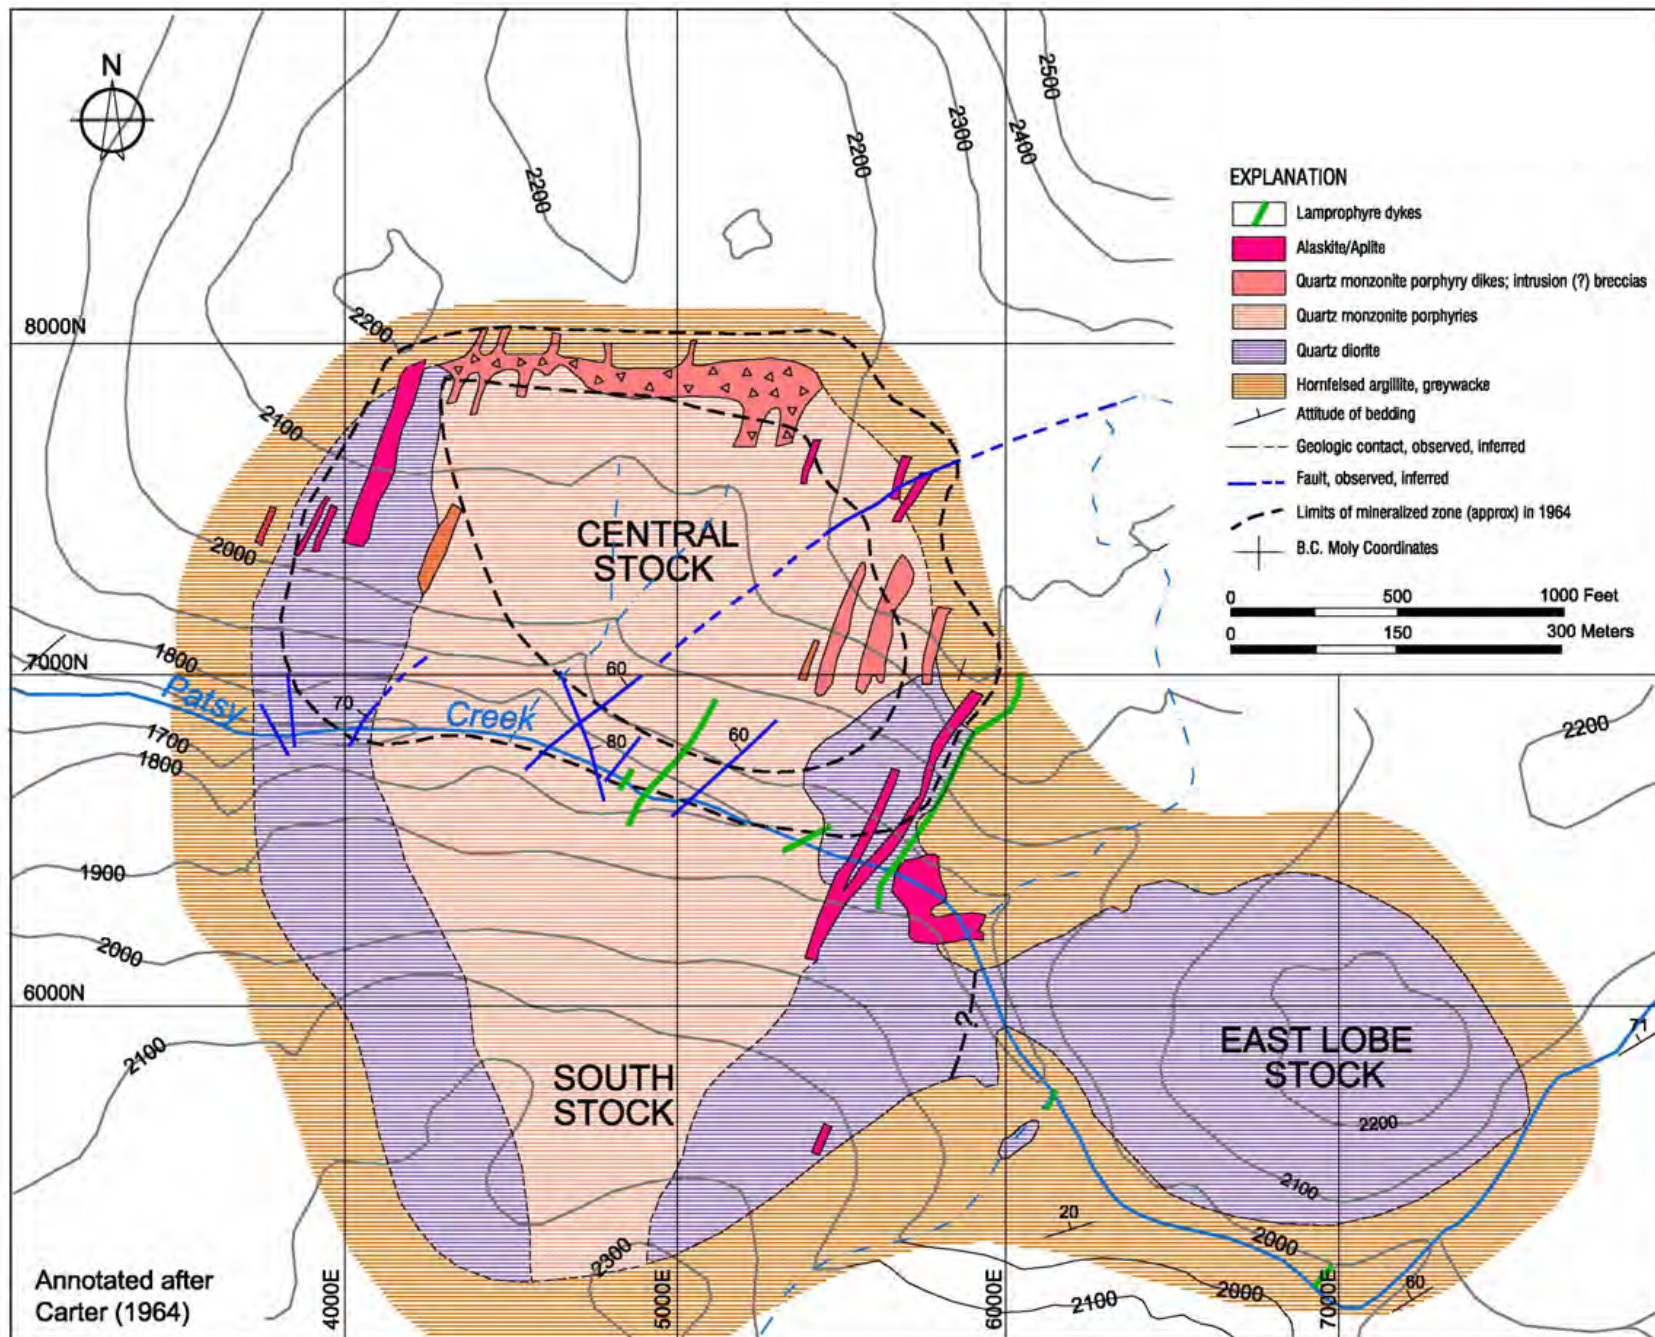 N
2500
2300
2400
2200
2200
EXPLANATION
Lamprophyre dykes
Alaskite/Aplite
Quartz monzonite porphyry dikes; intrusion (?) breccias
Quartz monzonite porphyries
Quartz diorite
Hornfelsed argillite, greywacke
Attitude of bedding
Geologic contact, observed, inferred
Fault, observed, inferred
Limits of mineralized zone (approx) in 1964
B.C. Moly Coordinates
0 500 1000 Feet
0 150 300 Meters
8000N
2200
2100
2000
CENTRAL
STOCK
7000N
1800
60
Patsy
Creek
70
80
60
1700
1800
2200
1900
2000
6000N
2100
?
EAST LOBE
STOCK
71
SOUTH
STOCK
2200
2100
20
2000
2300
2000
2100
60
Annotated after
Carter (1964)
4000E
5000E
6000E
7000E